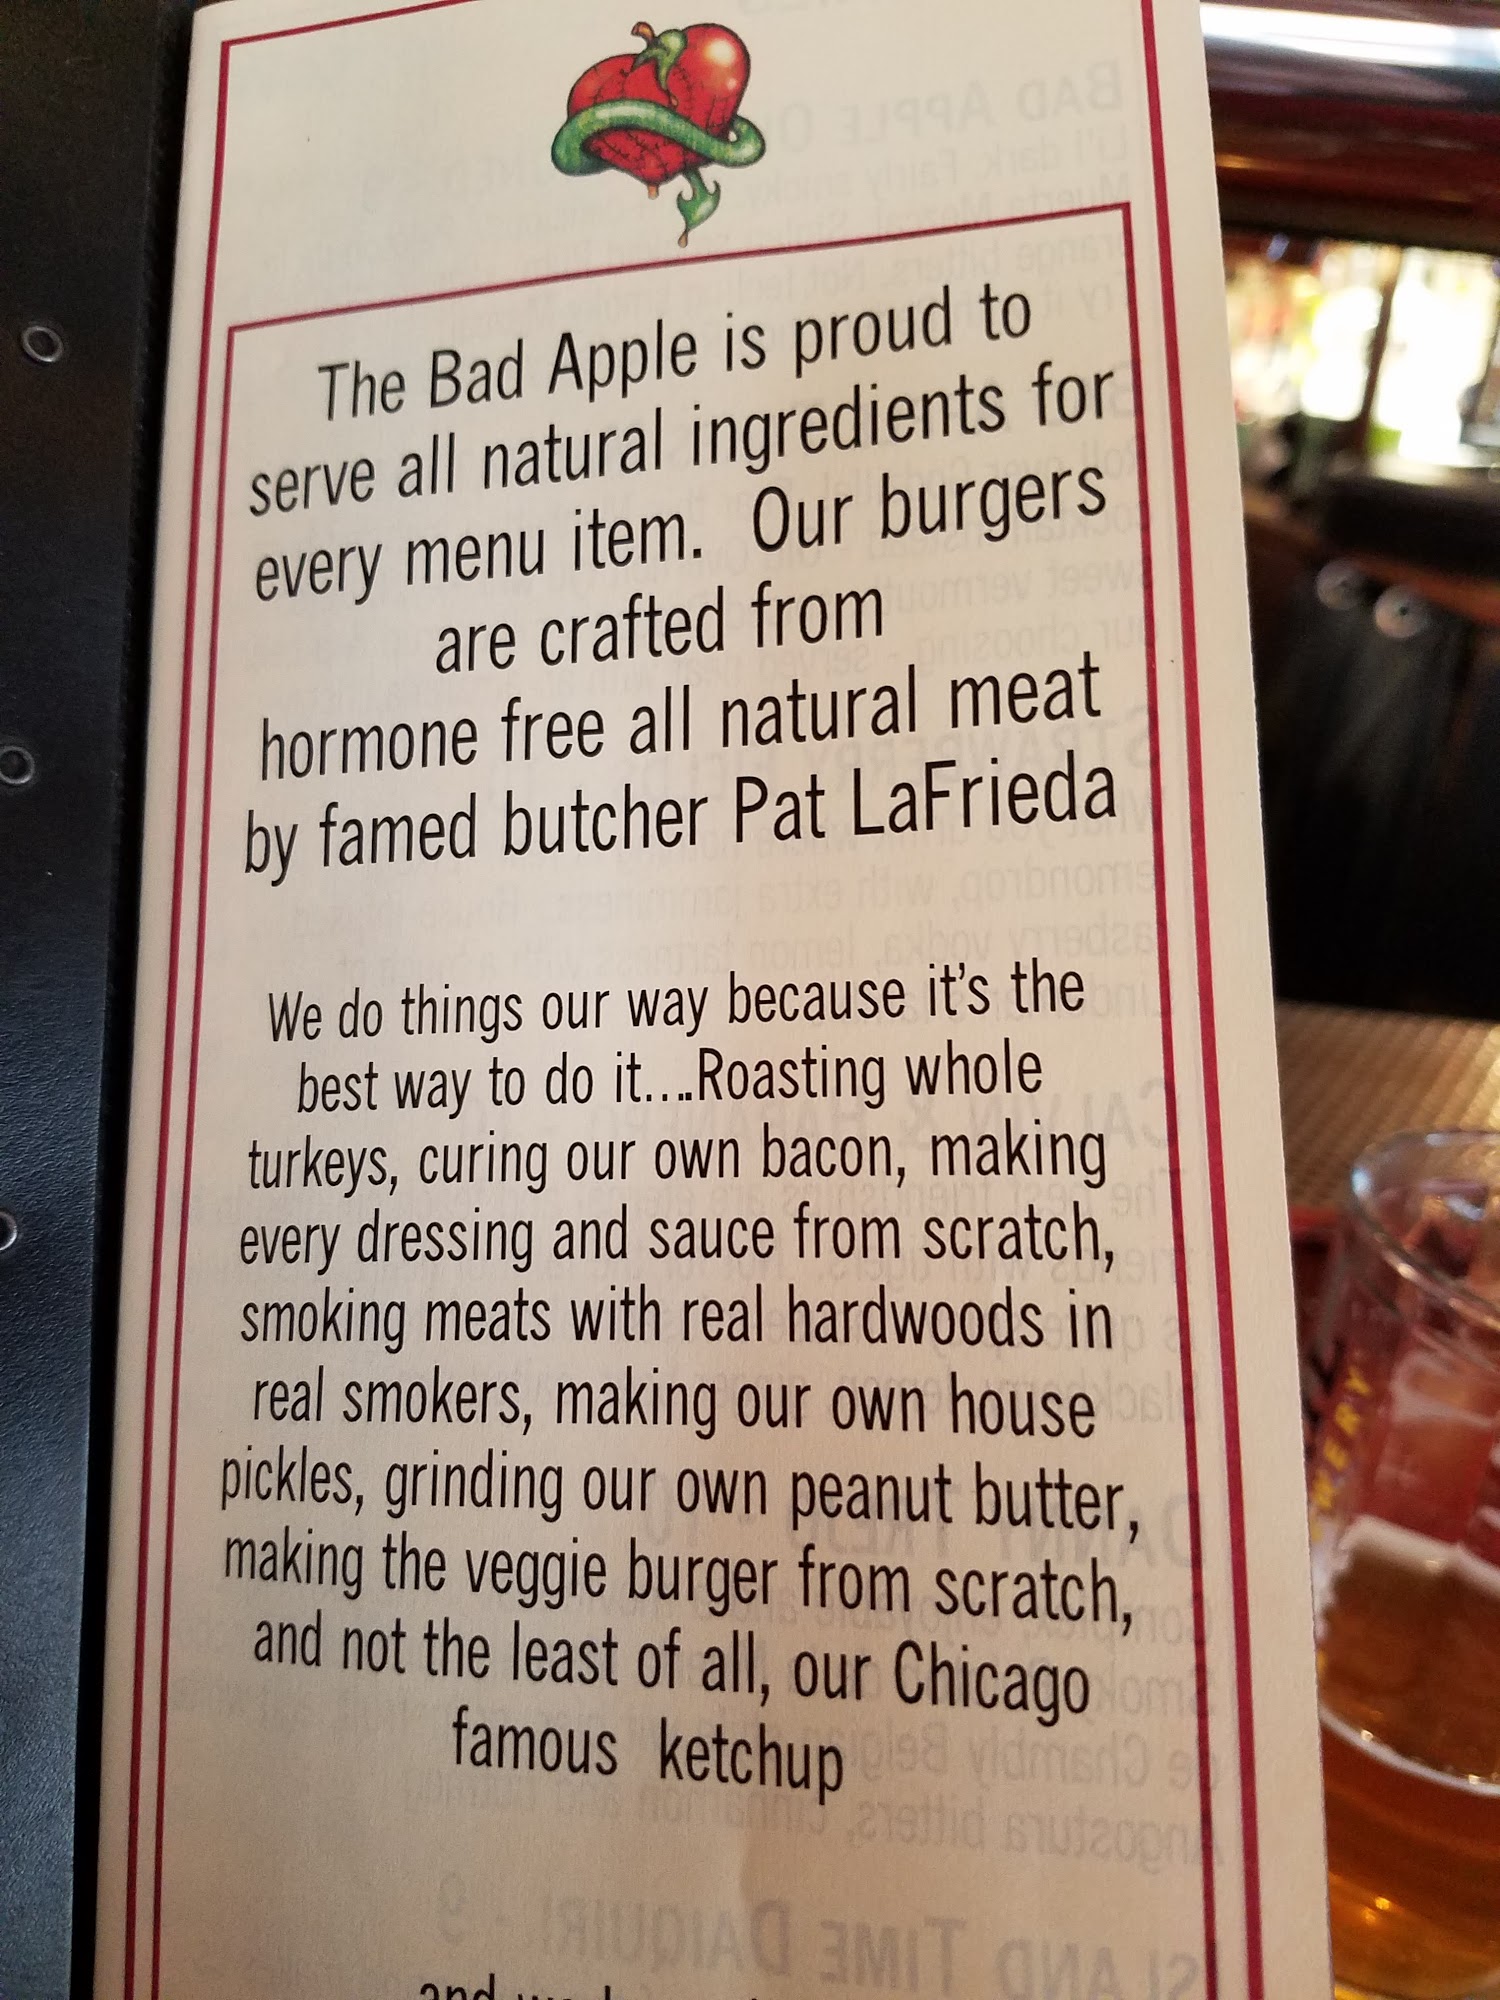 The Bad Apple is proud to
serve all natural ingredients for
every menu item. Our burgers
are crafted from
hormone free all natural meat
by famed butcher Pat LaFrieda
We do things our way because it's the
best way to do it....Roasting whole
turkeys, curing our own bacon, making
every dressing and sauce from scratch,
smoking meats with real hardwoods in
real smokers, making our own house
pickles, grinding our own peanut butter,
making the veggie burger from scratch,
and not the least of all, our Chicago
famous ketchup
and